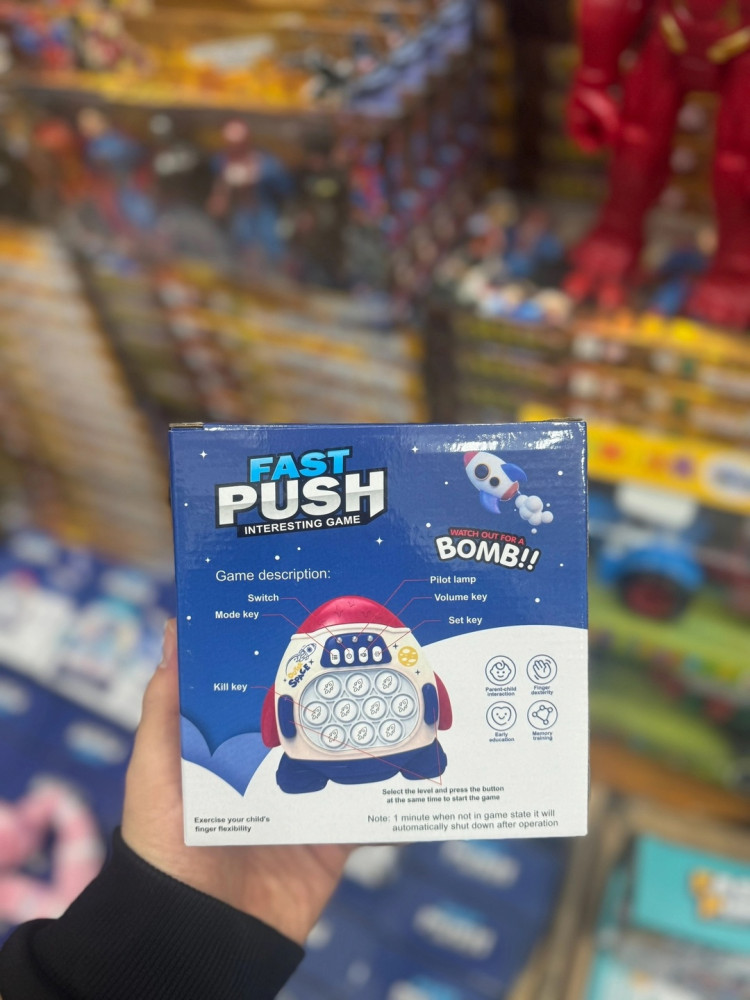 FAST
PUSH
INTERESTING GAME
WATCH OUT FOR A
BOMB!!
Game description:
Switch
Mode key
Pilot lamp
Volume key
Set key
Kill key
SPACE
Parent-child
interaction
Finger
dexterity
Early
education
Memory
training
Select the level and press the button
at the same time to start the game
Exercise your child's
finger flexibility
Note: 1 minute when not in game state it will
automatically shut down after operation